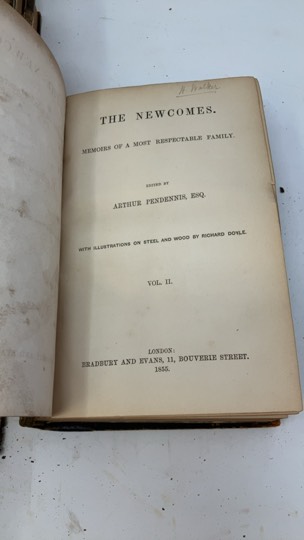 H Walker
THE NEWCOMES.
MEMOIRS OF A MOST RESPECTABLE FAMILY.
EDITED BY
ARTHUR PENDENNIS, ESQ.
WITH ILLUSTRATIONS ON STEEL AND WOOD BY RICHARD DOYLE.
VOL. II.
LONDON:
BRADBURY AND EVANS, 11, BOUVERIE STREET.
1855.